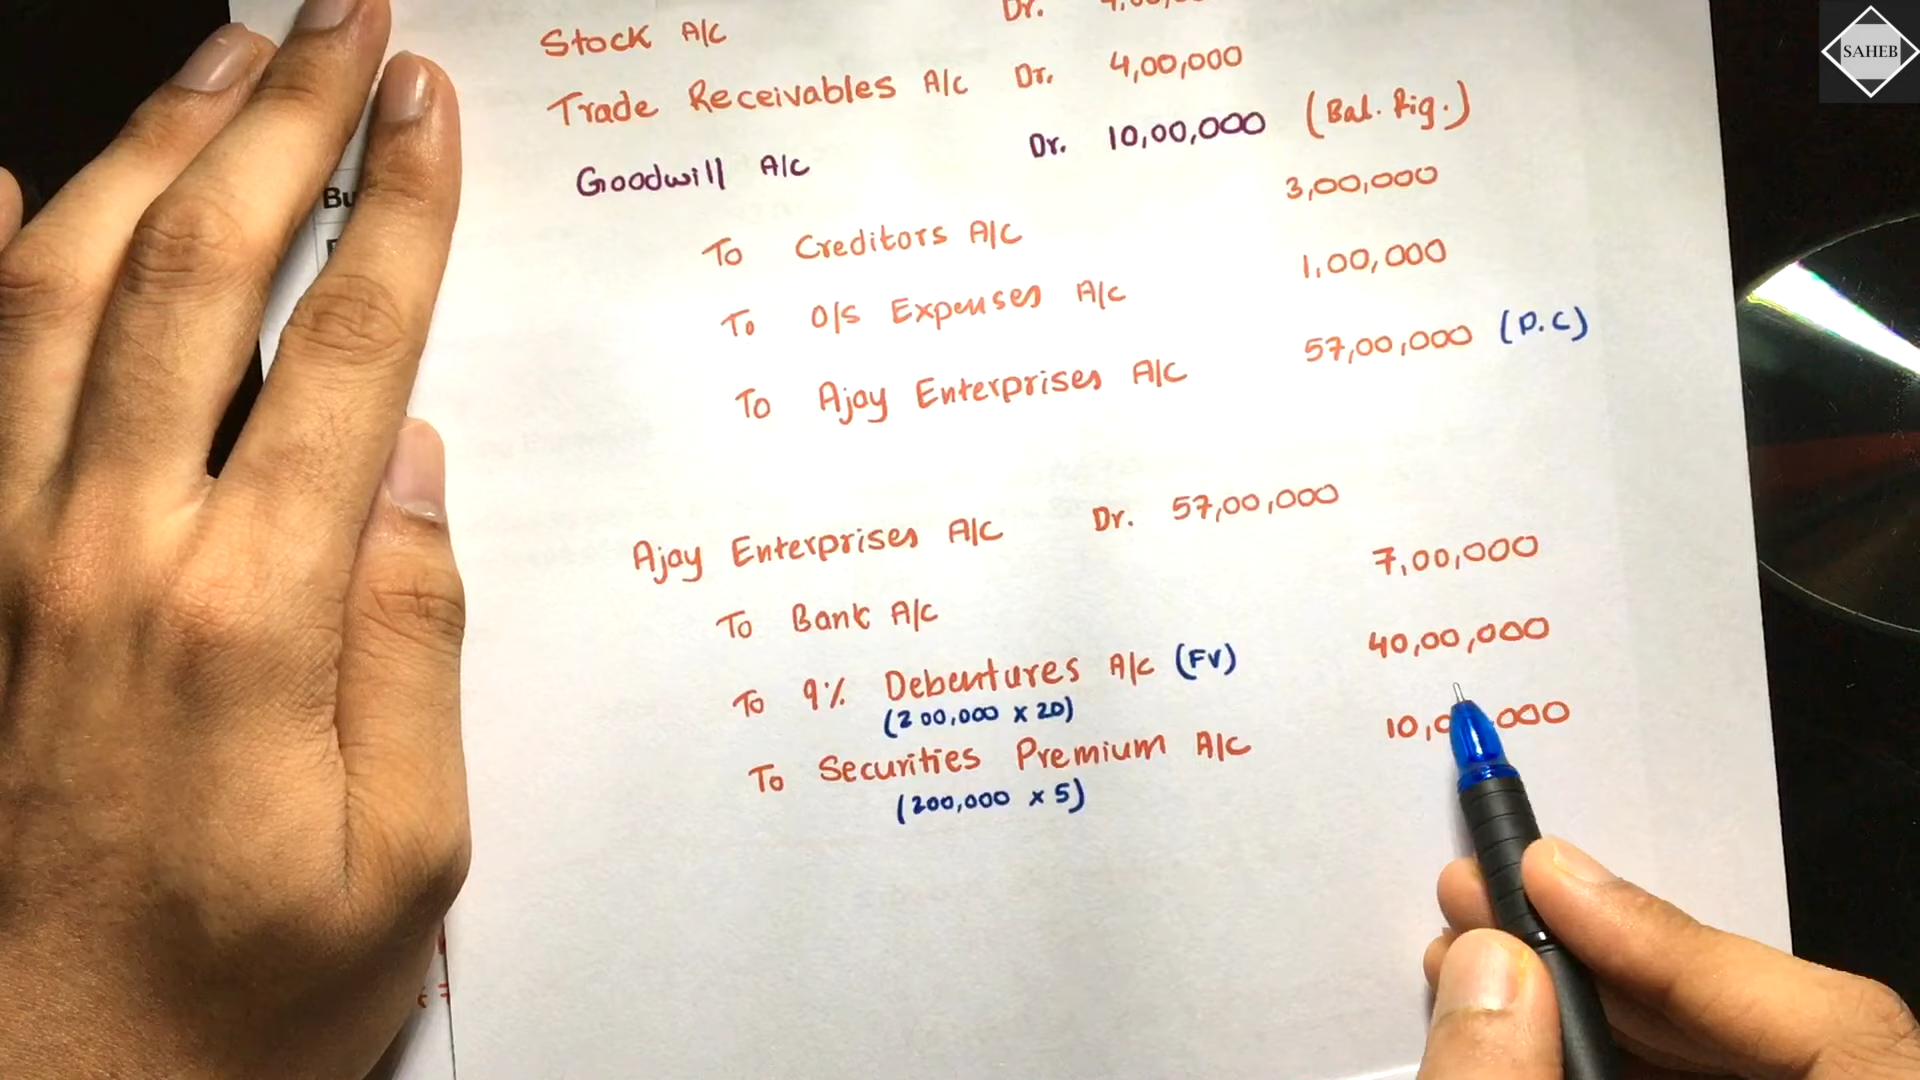 SAHEB
Stock A/c Dr.
Trade Receivables A/c Dr. 4,00,000
Goodwill A/c Dr. 10,00,000 (Bal. fig.)
To Creditors A/c 3,00,000
To O/S Expenses A/c 1,00,000
To Ajay Enterprises A/c 57,00,000 (P.C)
Ajay Enterprises A/c Dr. 57,00,000
To Bank A/c 7,00,000
To 9% Debentures A/c (FV) 40,00,000
(200,000 x 20)
To Securities Premium A/c
(200,000 x 5)
Bu